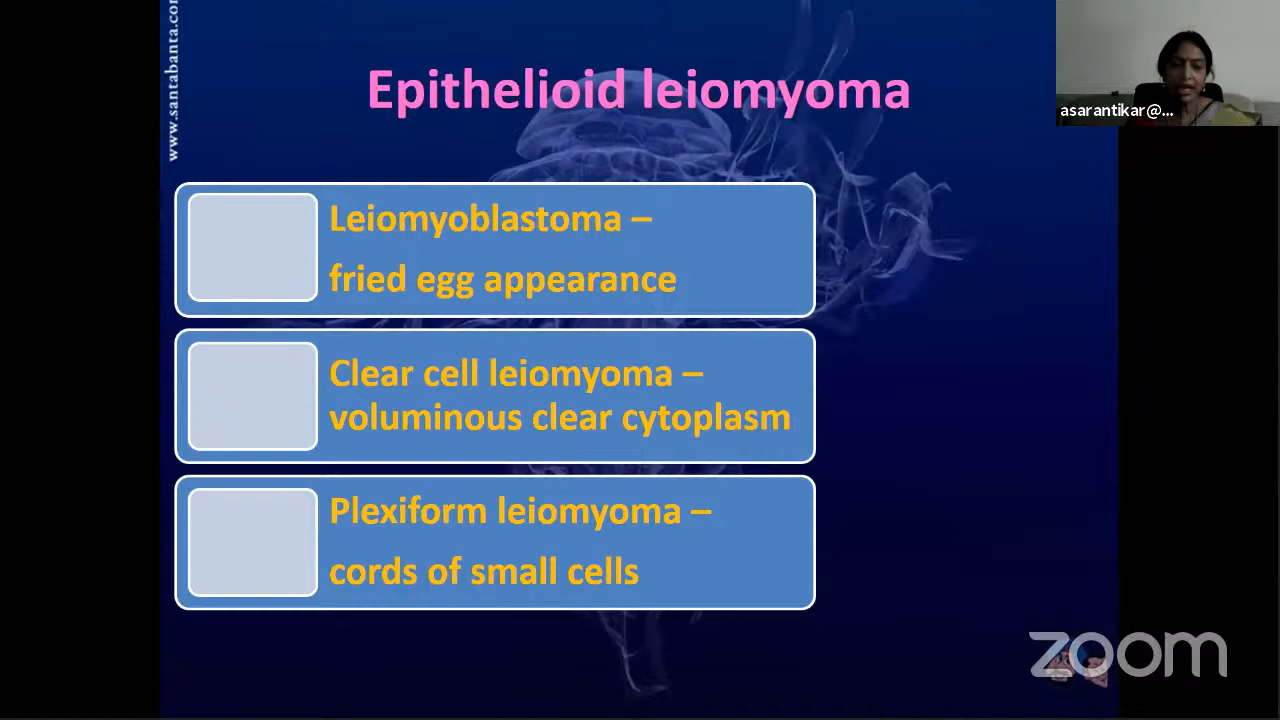 www.santabanta.com
Epithelioid leiomyoma
asarantikar@...
Leiomyoblastoma –
fried egg appearance
Clear cell leiomyoma –
voluminous clear cytoplasm
Plexiform leiomyoma –
cords of small cells
zoom